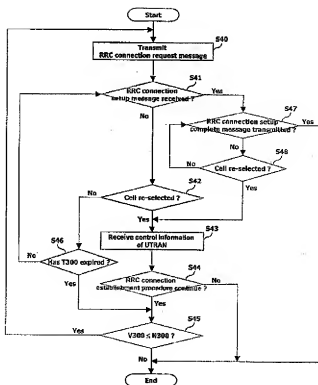 Start
S40
Transmit
RRC connection request message
S41
RRC connection
setup message received ?
Yes
No
S47
RRC connection setup
complete message transmitted ?
Yes
No
S48
Cell re-selected ?
No
Yes
S42
Cell re-selected ?
No
Yes
S43
Receive control information
of UTRAN
S46
Has T300 expired ?
No
Yes
S44
RRC connection
establishment procedure continue ?
No
Yes
S45
V300 ≤ N300 ?
Yes
No
End